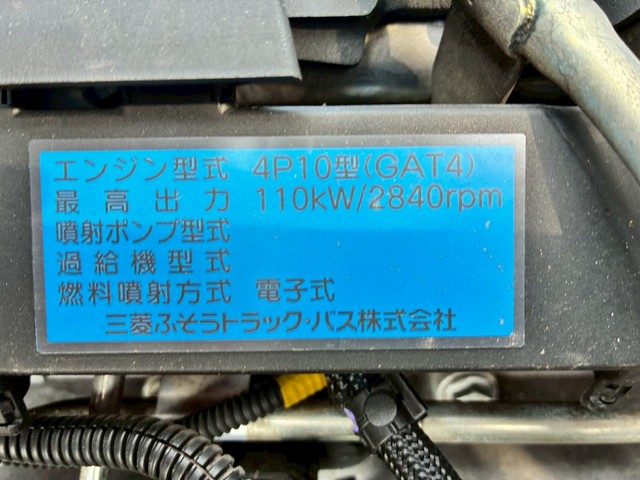 エンジン型式 4P10型(GAT4)
最高出力 110kW/2840rpm
噴射ポンプ型式
過給機型式
燃料噴射方式 電子式
三菱ふそうトラック・バス株式会社